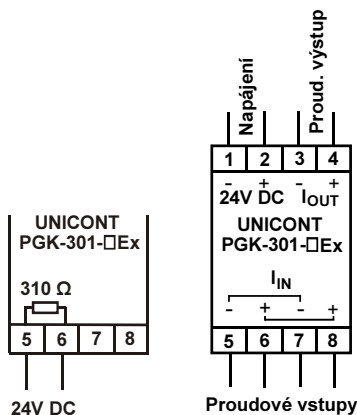 UNICONT
PGK-301-□Ex
310 Ω
5 6 7 8
24V DC
Napájení
Proud. výstup
1 2 3 4
- + - +
24V DC IOUT
UNICONT
PGK-301-□Ex
IIN
- + - +
5 6 7 8
Proudové vstupy